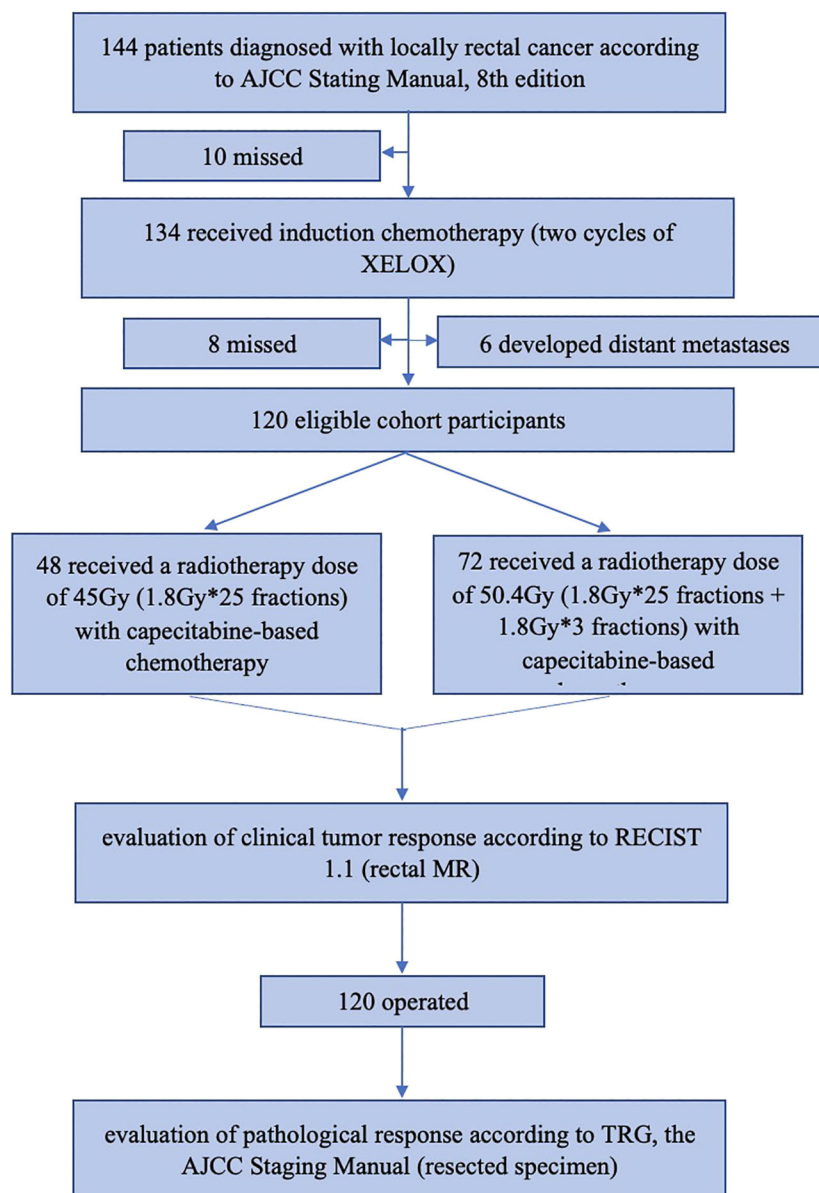 144 patients diagnosed with locally rectal cancer according
to AJCC Stating Manual, 8th edition
10 missed
134 received induction chemotherapy (two cycles of
XELOX)
8 missed
6 developed distant metastases
120 eligible cohort participants
48 received a radiotherapy dose
of 45Gy (1.8Gy*25 fractions)
with capecitabine-based
chemotherapy
72 received a radiotherapy dose
of 50.4Gy (1.8Gy*25 fractions +
1.8Gy*3 fractions) with
capecitabine-based
evaluation of clinical tumor response according to RECIST
1.1 (rectal MR)
120 operated
evaluation of pathological response according to TRG, the
AJCC Staging Manual (resected specimen)